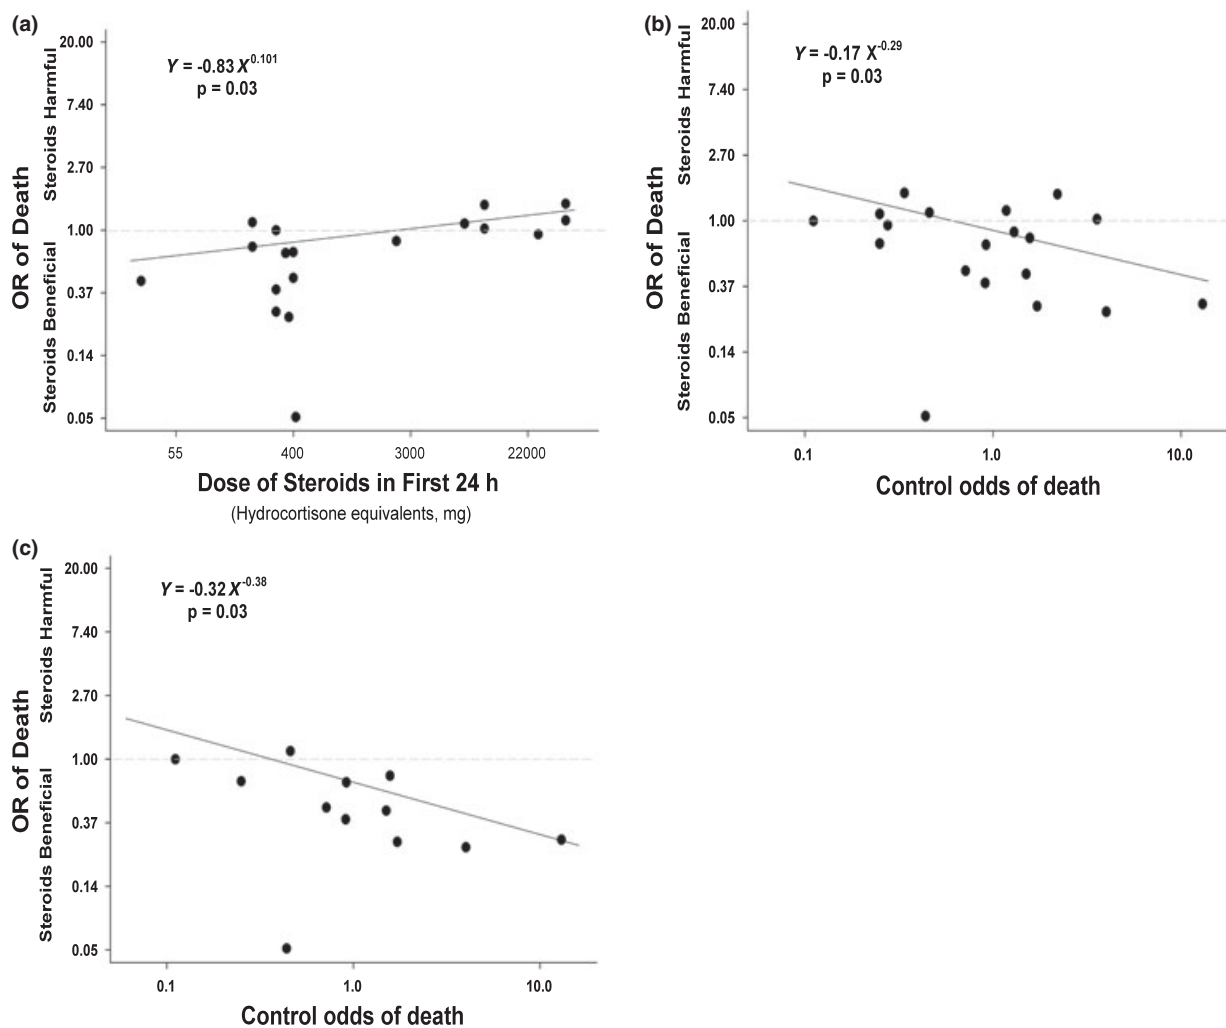 (a)
Y = -0.83 X^0.101
p = 0.03
OR of Death
Steroids Beneficial Steroids Harmful
20.00
7.40
2.70
1.00
0.37
0.14
0.05
55 400 3000 22000
Dose of Steroids in First 24 h
(Hydrocortisone equivalents, mg)
(b)
Y = -0.17 X^-0.29
p = 0.03
OR of Death
Steroids Beneficial Steroids Harmful
20.00
7.40
2.70
1.00
0.37
0.14
0.05
0.1 1.0 10.0
Control odds of death
(c)
Y = -0.32 X^-0.38
p = 0.03
OR of Death
Steroids Beneficial Steroids Harmful
20.00
7.40
2.70
1.00
0.37
0.14
0.05
0.1 1.0 10.0
Control odds of death